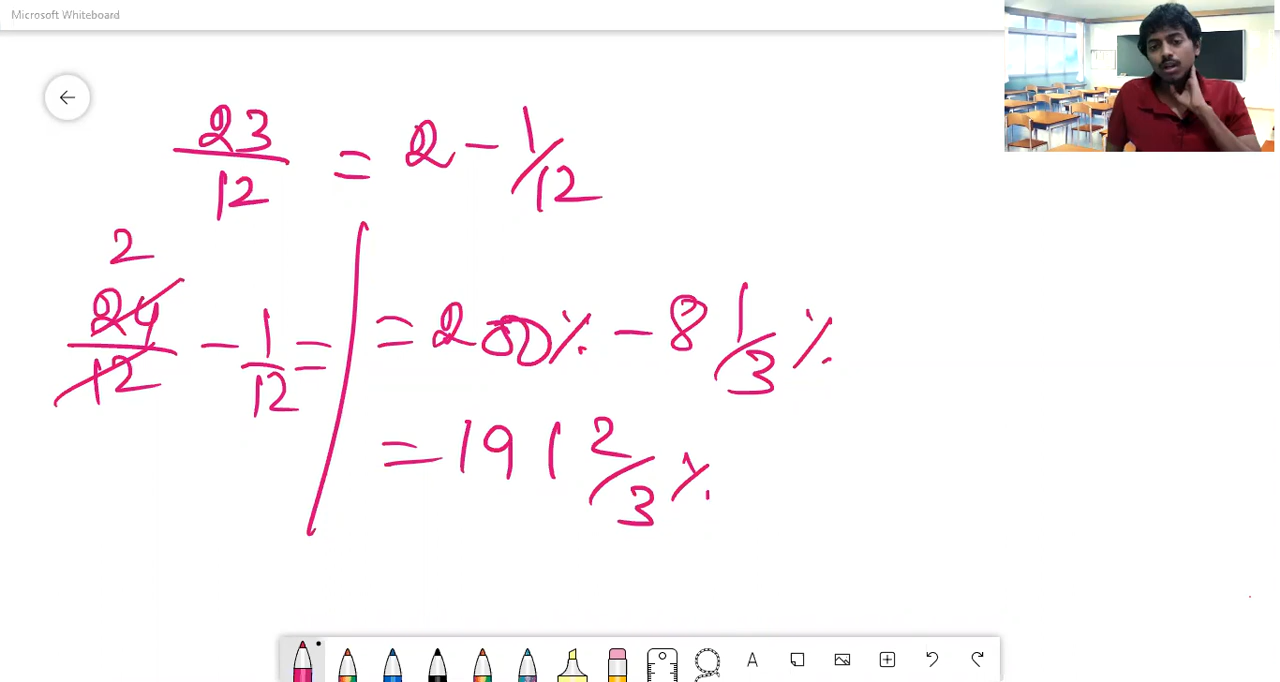 Microsoft Whiteboard
23/12 = 2 - 1/12
2
24/12 - 1/12 =
= 200% - 8 1/3 %
= 191 2/3 %
A